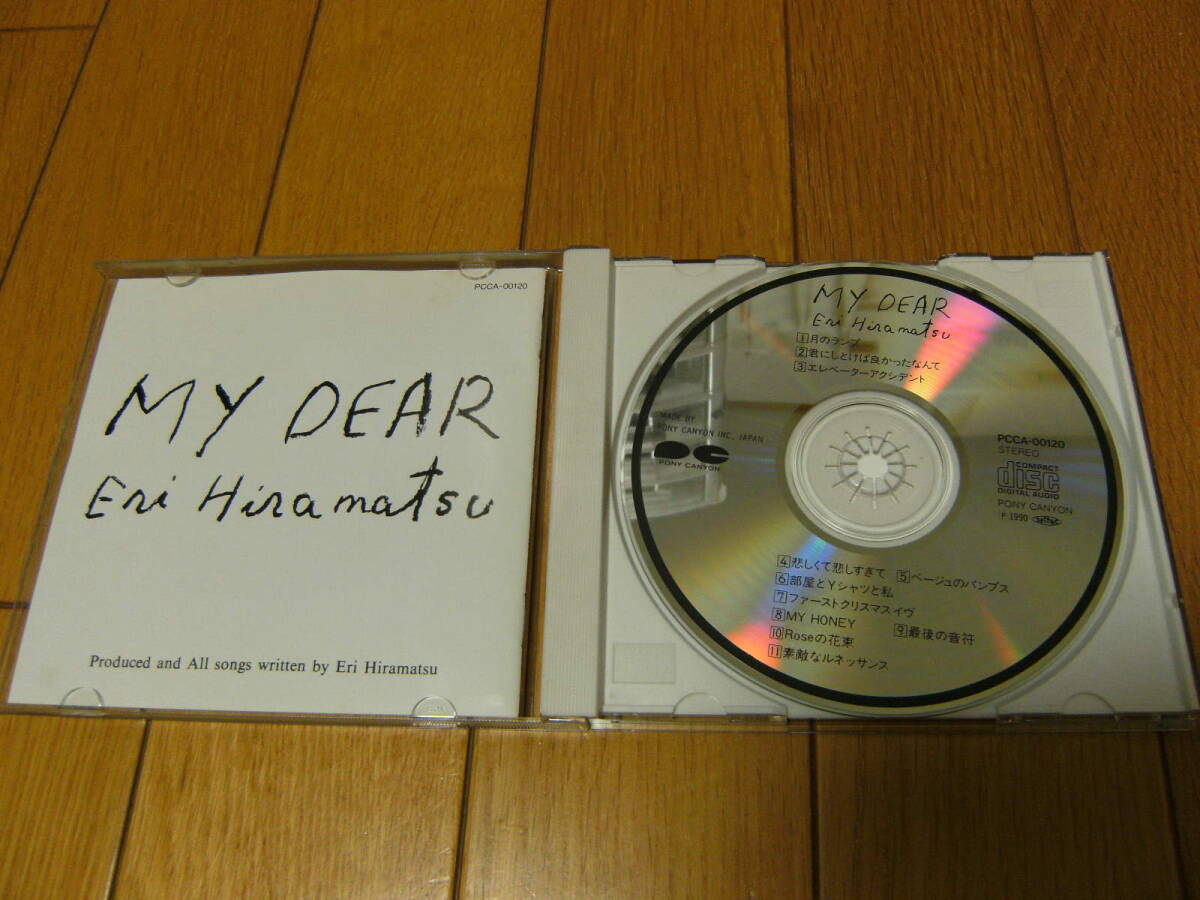 PCCA-00120
MY DEAR
Eri Hiramatsu
Produced and All songs written by Eri Hiramatsu
MY DEAR
Eri Hiramatsu
1 月のランプ
2 君にしとけば良かったなんて
3 エレベーターアクシデント
MADE BY
PONY CANYON INC. JAPAN
PONY CANYON
PCCA-00120
STEREO
COMPACT
disc
DIGITAL AUDIO
PONY CANYON
P-1990
4 悲しくて悲しすぎて 5 ベージュのパンプス
6 部屋とYシャツと私
7 ファーストクリスマスイヴ
8 MY HONEY 9 最後の音符
10 Roseの花束
11 素敵なルネッサンス